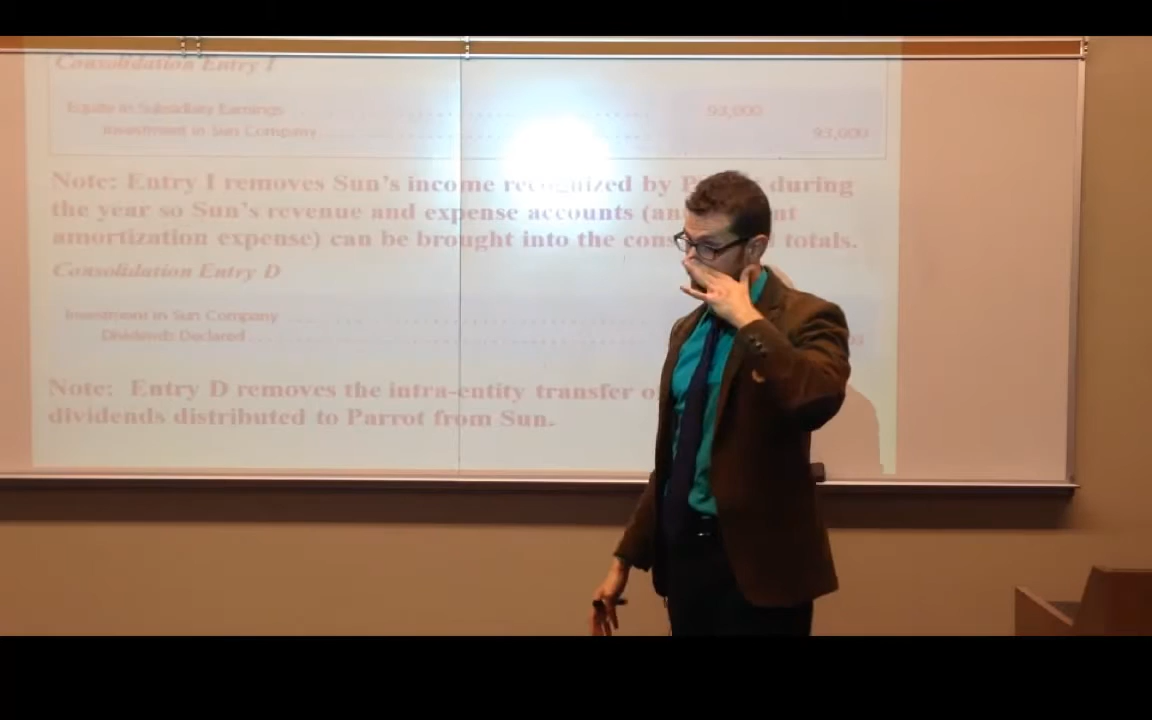 Consolidation Entry I
Equity in Subsidiary Earnings 93,000
Investment in Sun Company 93,000
Note: Entry I removes Sun's income recognized by during
the year so Sun's revenue and expense accounts
amortization expense) can be brought into the totals.
Consolidation Entry D
Investment in Sun Company
Dividends Declared
Note: Entry D removes the intra-entity transfer
dividends distributed to Parrot from Sun.